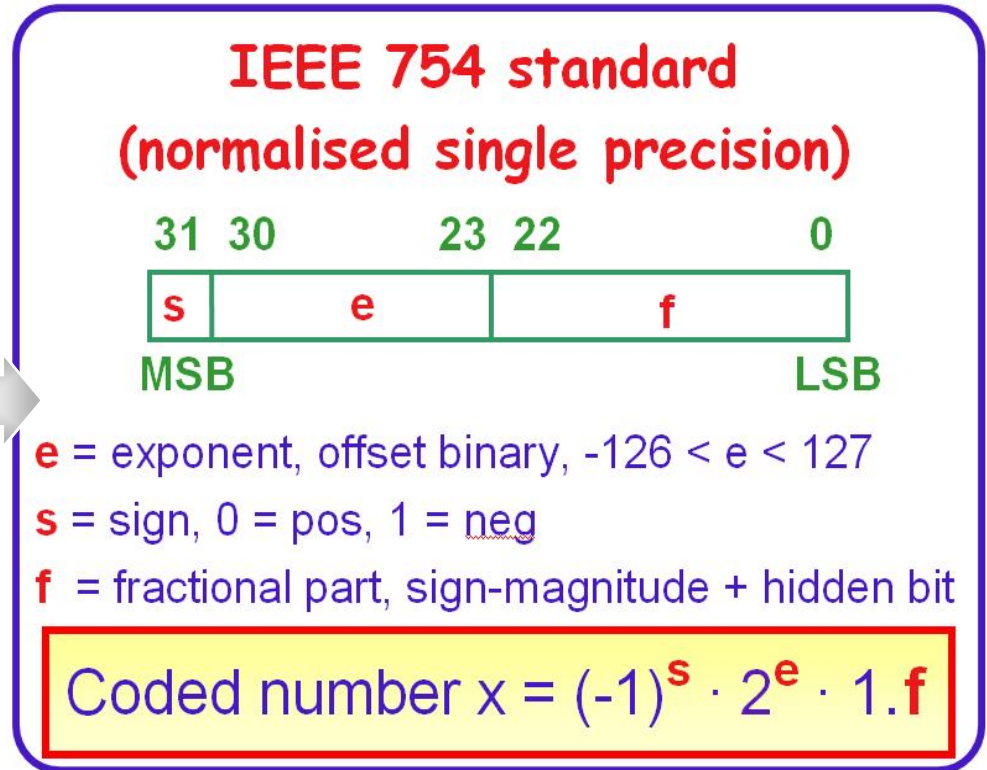 IEEE 754 standard
(normalised single precision)
31 30 23 22 0
s e f
MSB LSB
e = exponent, offset binary, -126 < e < 127
s = sign, 0 = pos, 1 = neg
f = fractional part, sign-magnitude + hidden bit
Coded number x = (-1)^s · 2^e · 1.f